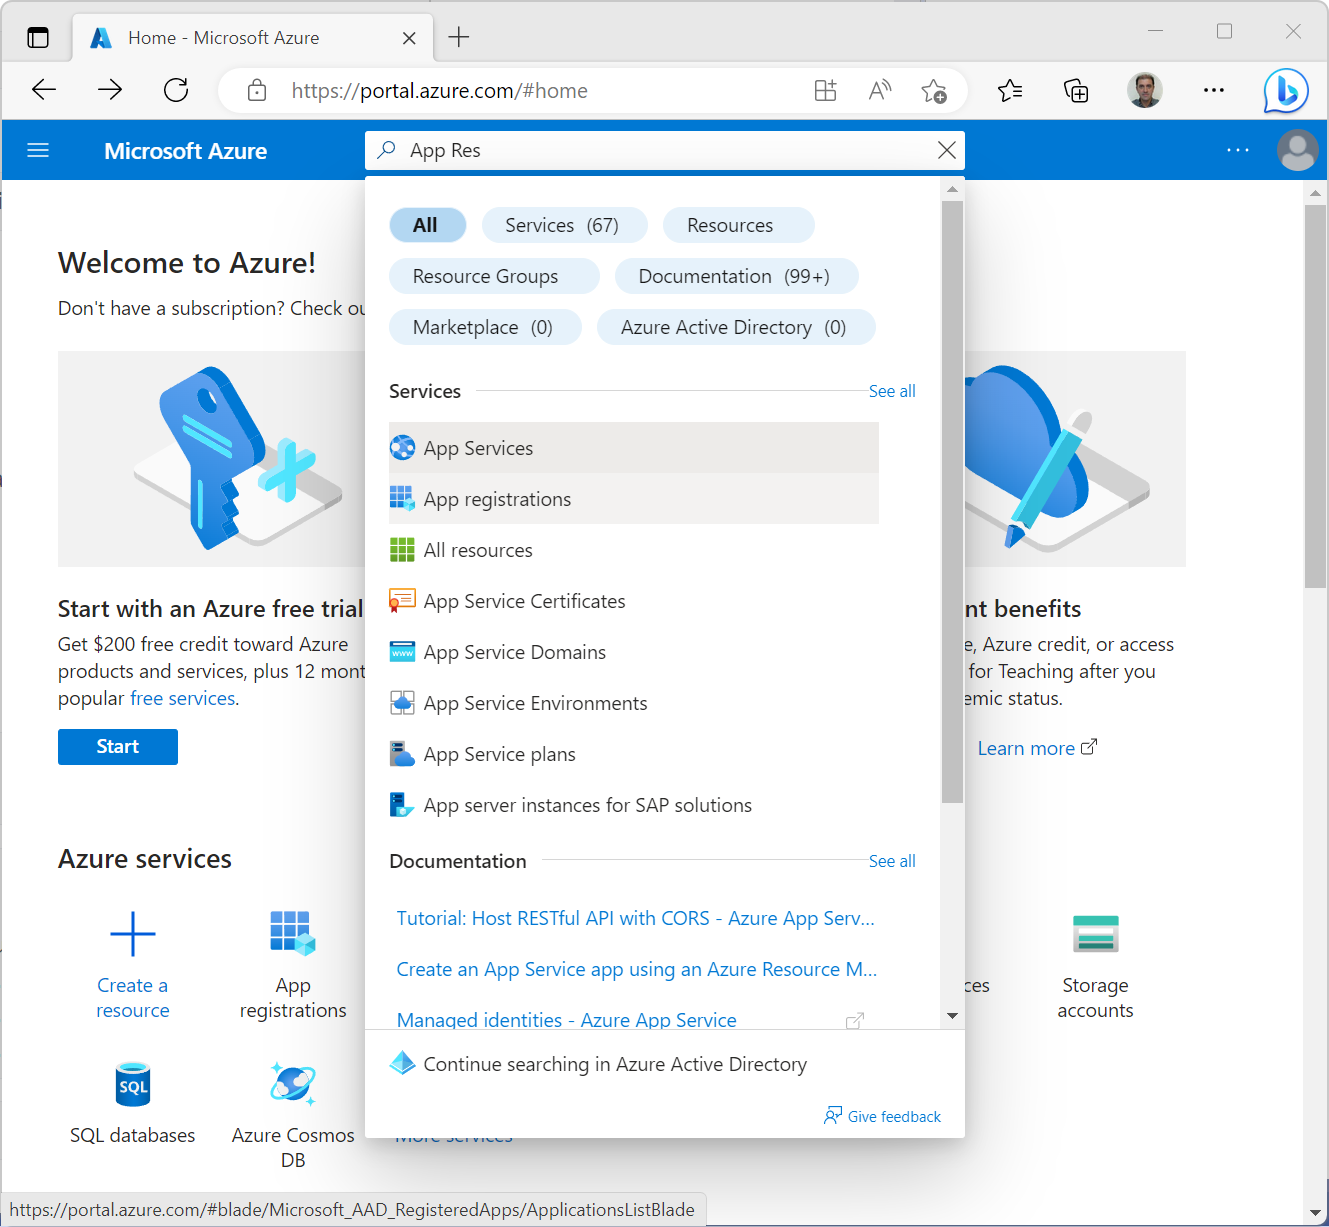 Home - Microsoft Azure
https://portal.azure.com/#home
Microsoft Azure
App Res
All
Services (67)
Resources
Resource Groups
Documentation (99+)
Marketplace (0)
Azure Active Directory (0)
Welcome to Azure!
Don't have a subscription? Check ou
Services
See all
App Services
App registrations
All resources
App Service Certificates
App Service Domains
App Service Environments
App Service plans
App server instances for SAP solutions
Documentation
See all
Tutorial: Host RESTful API with CORS - Azure App Serv...
Create an App Service app using an Azure Resource M...
Managed identities - Azure App Service
Continue searching in Azure Active Directory
Give feedback
Start with an Azure free trial
Get $200 free credit toward Azure
products and services, plus 12 mont
popular free services.
Start
nt benefits
e, Azure credit, or access
for Teaching after you
emic status.
Learn more
Azure services
Create a
resource
App
registrations
ces
Storage
accounts
SQL
SQL databases
Azure Cosmos
DB
More services
www
https://portal.azure.com/#blade/Microsoft_AAD_RegisteredApps/ApplicationsListBlade